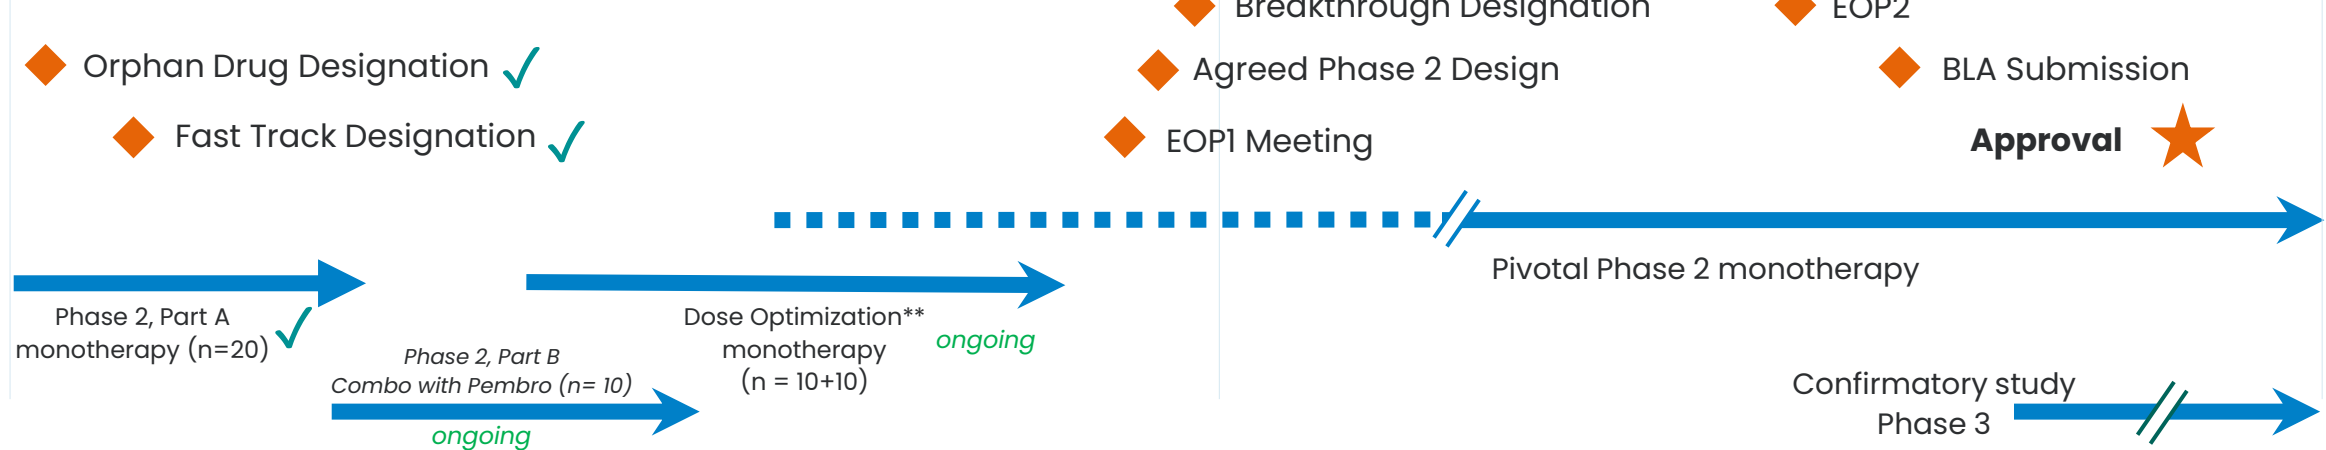 Breakthrough Designation
EOP2
Orphan Drug Designation
Agreed Phase 2 Design
BLA Submission
Fast Track Designation
EOP1 Meeting
Approval
Pivotal Phase 2 monotherapy
Phase 2, Part A
monotherapy (n=20)
Dose Optimization**
monotherapy
(n = 10+10)
ongoing
Phase 2, Part B
Combo with Pembro (n= 10)
ongoing
Confirmatory study
Phase 3